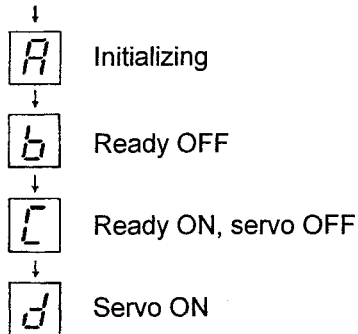 A Initializing
b Ready OFF
C Ready ON, servo OFF
d Servo ON